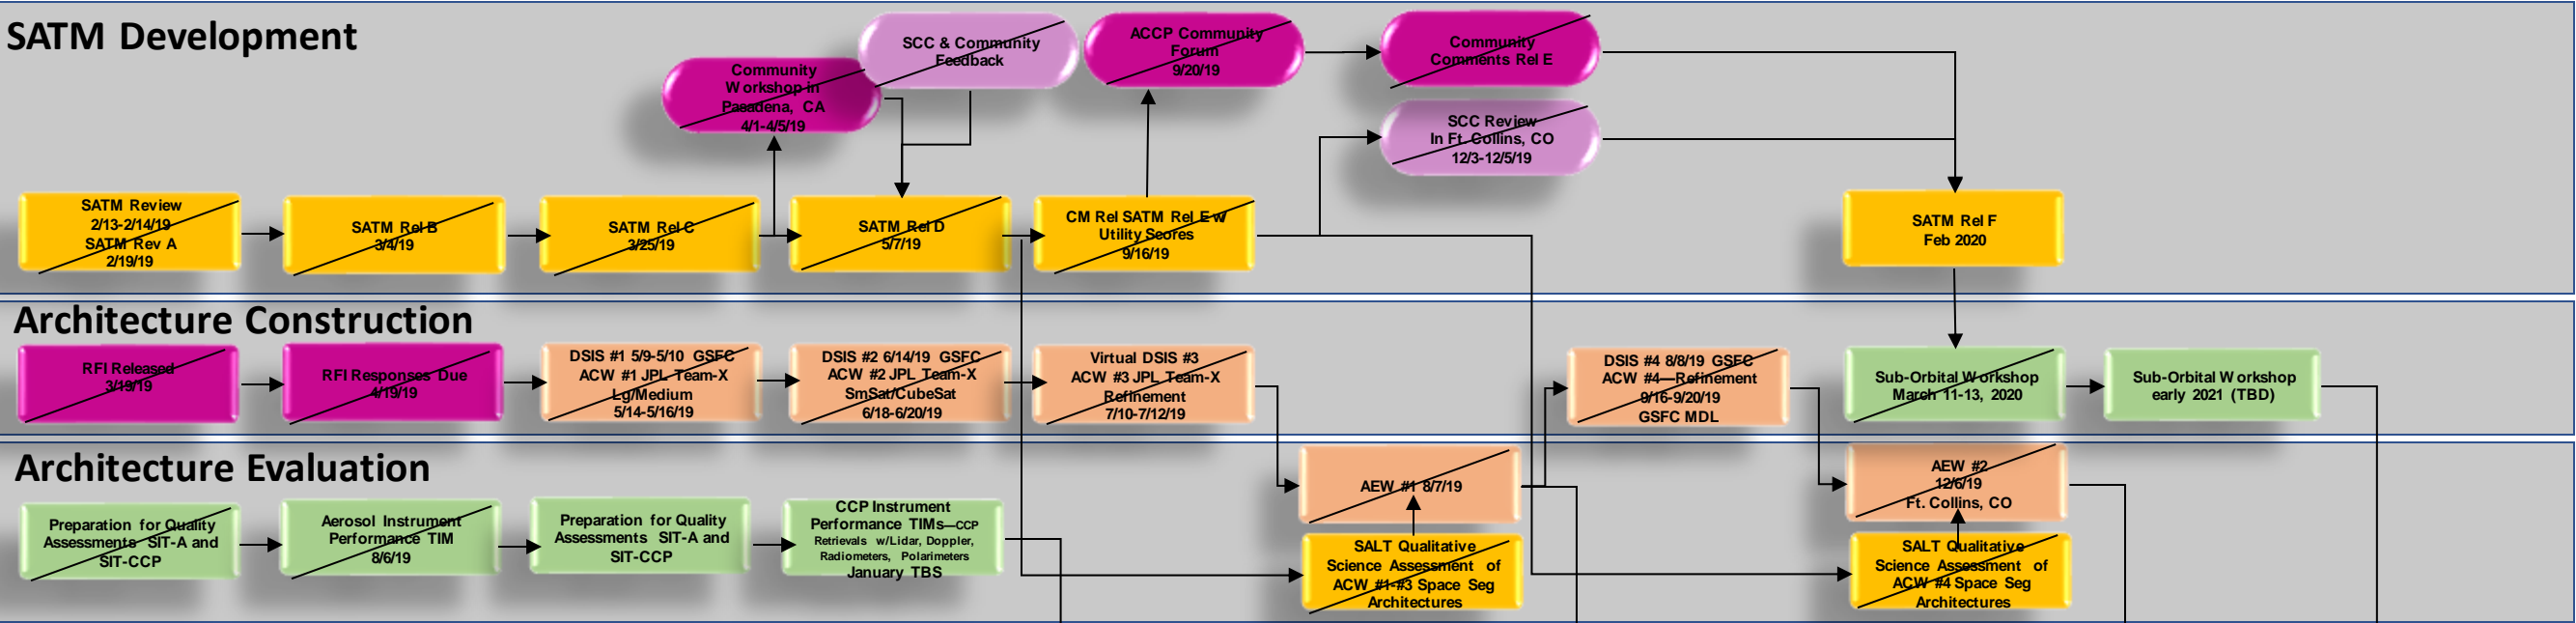 SATM Development
Community
Workshop in
Pasadena, CA
4/1-4/5/19
SCC & Community
Feedback
ACCP Community
Forum
9/20/19
Community
Comments Rel E
SCC Review
In Ft. Collins, CO
12/3-12/5/19
SATM Review
2/13-2/14/19
SATM Rev A
2/19/19
SATM Rel B
3/4/19
SATM Rel C
3/25/19
SATM Rel D
5/7/19
CM Rel SATM Rel E w
Utility Scores
9/16/19
SATM Rel F
Feb 2020
Architecture Construction
RFI Released
3/19/19
RFI Responses Due
4/19/19
DSIS #1 5/9-5/10 GSFC
ACW #1 JPL Team-X
Lg/Medium
5/14-5/16/19
DSIS #2 6/14/19 GSFC
ACW #2 JPL Team-X
SmSat/CubeSat
6/18-6/20/19
Virtual DSIS #3
ACW #3 JPL Team-X
Refinement
7/10-7/12/19
DSIS #4 8/8/19 GSFC
ACW #4—Refinement
9/16-9/20/19
GSFC MDL
Sub-Orbital Workshop
March 11-13, 2020
Sub-Orbital Workshop
early 2021 (TBD)
Architecture Evaluation
Preparation for Quality
Assessments SIT-A and
SIT-CCP
Aerosol Instrument
Performance TIM
8/6/19
Preparation for Quality
Assessments SIT-A and
SIT-CCP
CCP Instrument
Performance TIMs—CCP
Retrievals w/Lidar, Doppler,
Radiometers, Polarimeters
January TBS
AEW #1 8/7/19
SALT Qualitative
Science Assessment of
ACW #1-#3 Space Seg
Architectures
AEW #2
12/6/19
Ft. Collins, CO
SALT Qualitative
Science Assessment of
ACW #4 Space Seg
Architectures